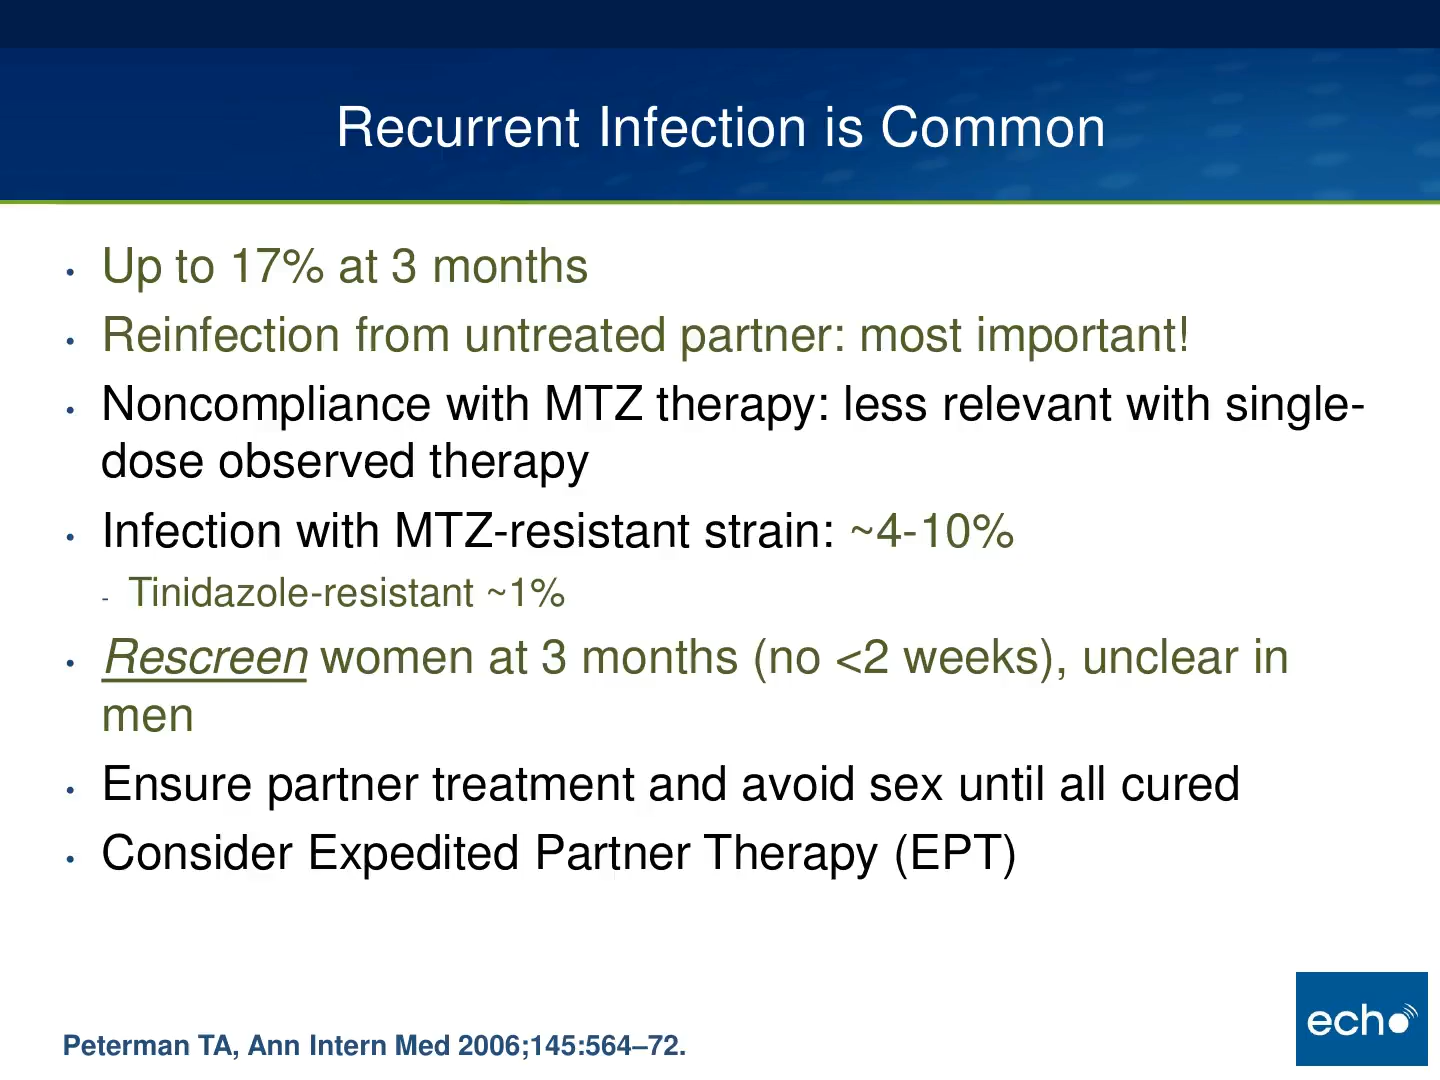 Recurrent Infection is Common
• Up to 17% at 3 months
• Reinfection from untreated partner: most important!
• Noncompliance with MTZ therapy: less relevant with single-
dose observed therapy
• Infection with MTZ-resistant strain: ~4-10%
- Tinidazole-resistant ~1%
• Rescreen women at 3 months (no <2 weeks), unclear in
men
• Ensure partner treatment and avoid sex until all cured
• Consider Expedited Partner Therapy (EPT)
echo
Peterman TA, Ann Intern Med 2006;145:564–72.